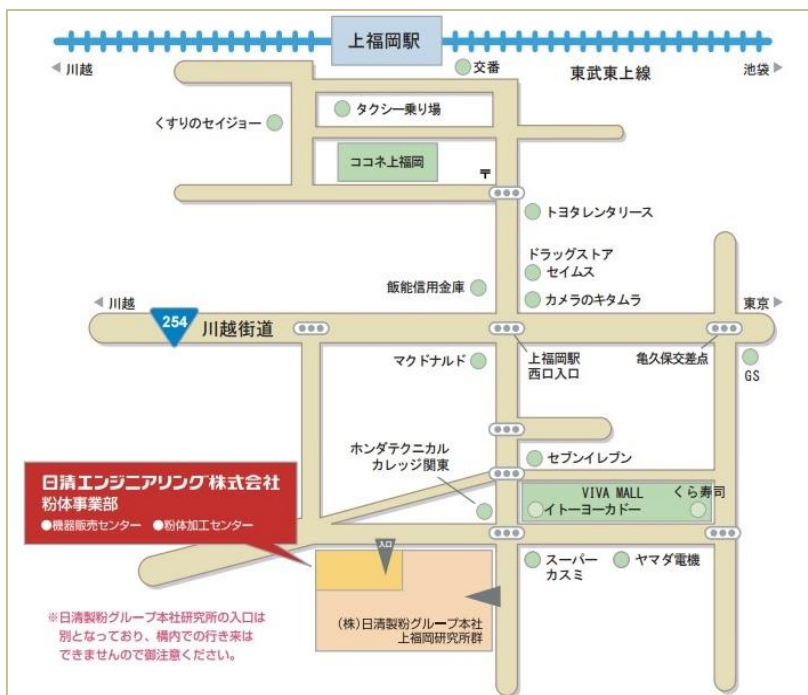 上福岡駅
川越
交番
東武東上線
池袋
くすりのセイジョー
タクシー乗り場
ココネ上福岡
〒
トヨタレンタリース
ドラッグストア
セイムス
飯能信用金庫
カメラのキタムラ
川越
東京
254
川越街道
マクドナルド
上福岡駅
西口入口
亀久保交差点
GS
ホンダテクニカル
カレッジ関東
セブンイレブン
VIVA MALL
くら寿司
イトーヨーカドー
日清エンジニアリング株式会社
粉体事業部
●機器販売センター ●粉体加工センター
入口
スーパー
カスミ
ヤマダ電機
(株)日清製粉グループ本社
上福岡研究所群
※日清製粉グループ本社研究所の入口は
別となっており、構内での行き来は
できませんので御注意ください。